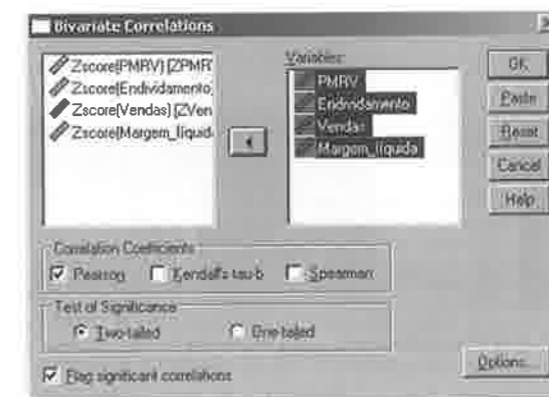 Bivariate Correlations
Zscore(PMRV) [ZPMR
Zscore(Endividamento
Zscore(Vendas) [ZVen
Zscore(Margem_líquid
Variables:
PMRV
Endividamento
Vendas
Margem_líquida
OK
Paste
Reset
Cancel
Help
Correlation Coefficients
Pearson
Kendall's tau-b
Spearman
Test of Significance
Two-tailed
One-tailed
Flag significant correlations
Options...